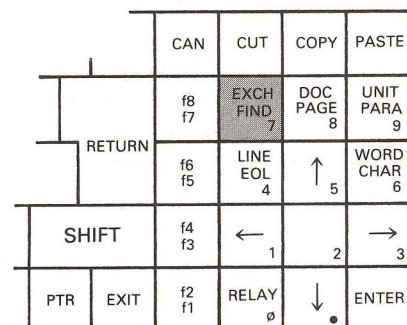 CAN CUT COPY PASTE
f8 EXCH DOC UNIT
f7 FIND PAGE PARA
7 8 9
RETURN
f6 LINE ↑ WORD
f5 EOL CHAR
4 5 6
SHIFT f4 ← →
f3 1 2 3
PTR EXIT f2 RELAY ↓ ENTER
f1 ø •